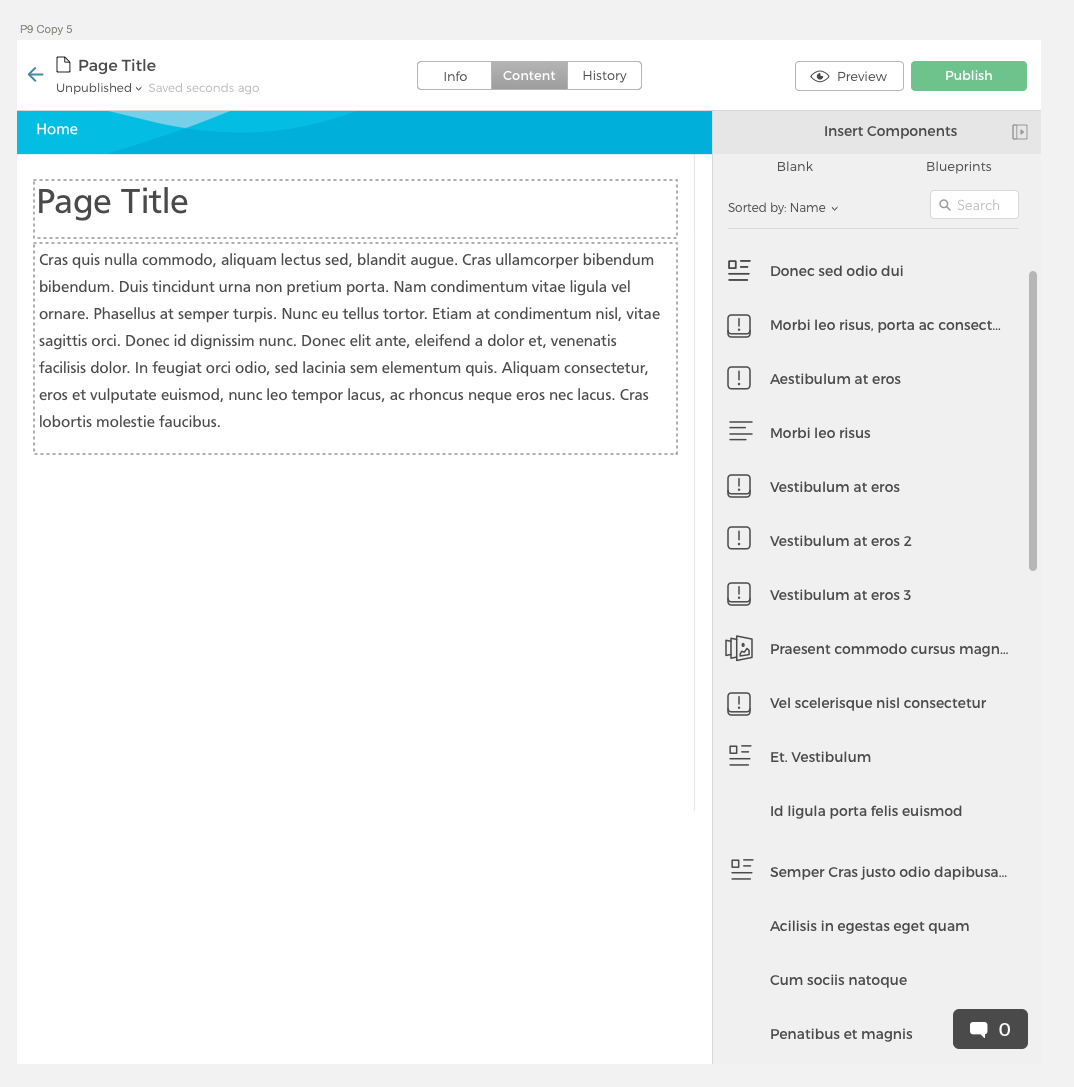 P9 Copy 5
Page Title
Unpublished
Saved seconds ago
Info
Content
History
Preview
Publish
Home
Page Title
Cras quis nulla commodo, aliquam lectus sed, blandit augue. Cras ullamcorper bibendum
bibendum. Duis tincidunt urna non pretium porta. Nam condimentum vitae ligula vel
ornare. Phasellus at semper turpis. Nunc eu tellus tortor. Etiam at condimentum nisl, vitae
sagittis orci. Donec id dignissim nunc. Donec elit ante, eleifend a dolor et, venenatis
facilisis dolor. In feugiat orci odio, sed lacinia sem elementum quis. Aliquam consectetur,
eros et vulputate euismod, nunc leo tempor lacus, ac rhoncus neque eros nec lacus. Cras
lobortis molestie faucibus.
Insert Components
Blank
Blueprints
Sorted by: Name
Search
Donec sed odio dui
Morbi leo risus, porta ac consect...
Aestibulum at eros
Morbi leo risus
Vestibulum at eros
Vestibulum at eros 2
Vestibulum at eros 3
Praesent commodo cursus magn...
Vel scelerisque nisl consectetur
Et. Vestibulum
Id ligula porta felis euismod
Semper Cras justo odio dapibusa...
Acilisis in egestas eget quam
Cum sociis natoque
Penatibus et magnis
0